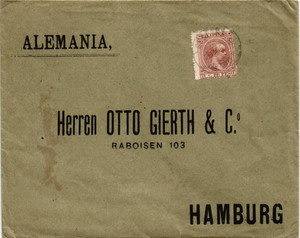 ALEMANIA,
Herren OTTO GIERTH & C.º
RABOISEN 103
HAMBURG